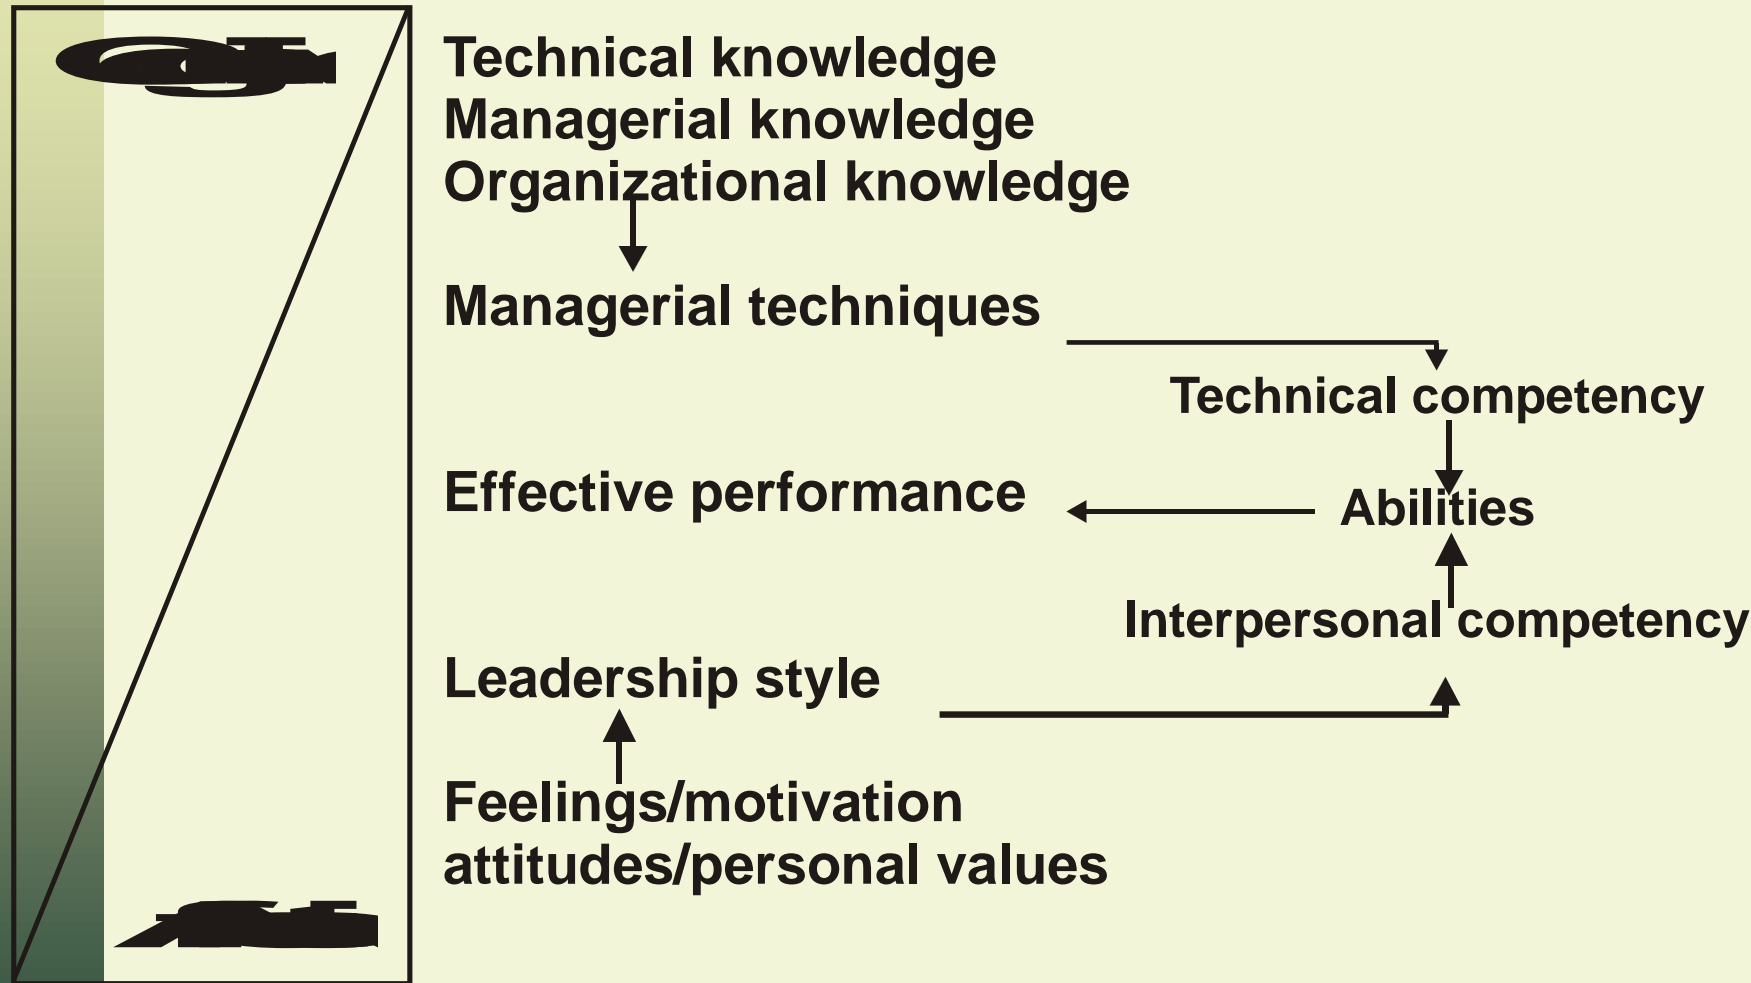 Technical knowledge
Managerial knowledge
Organizational knowledge
Managerial techniques
Technical competency
Effective performance
Abilities
Interpersonal competency
Leadership style
Feelings/motivation
attitudes/personal values